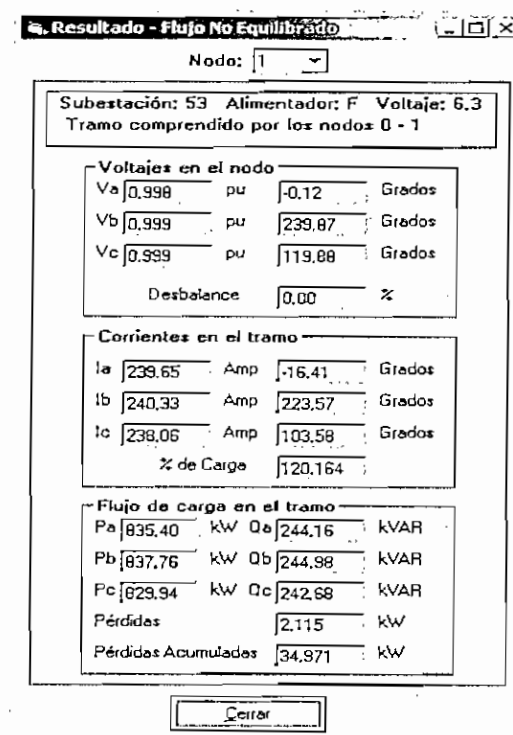 Resultado - Flujo No Equilibrado
Nodo: 1
Subestación: 53 Alimentador: F Voltaje: 6.3
Tramo comprendido por los nodos 0 - 1
Voltajes en el nodo
Va 0.998 pu -0.12 Grados
Vb 0.999 pu 239.87 Grados
Vc 0.999 pu 119.88 Grados
Desbalance 0.00 %
Corrientes en el tramo
Ia 239.65 Amp -16.41 Grados
Ib 240.33 Amp 223.57 Grados
Ic 238.06 Amp 103.58 Grados
% de Carga 120.164
Flujo de carga en el tramo
Pa 835.40 kW Qa 244.16 kVAR
Pb 837.76 kW Qb 244.98 kVAR
Pc 829.94 kW Qc 242.68 kVAR
Pérdidas 2.115 kW
Pérdidas Acumuladas 34.971 kW
Cerrar